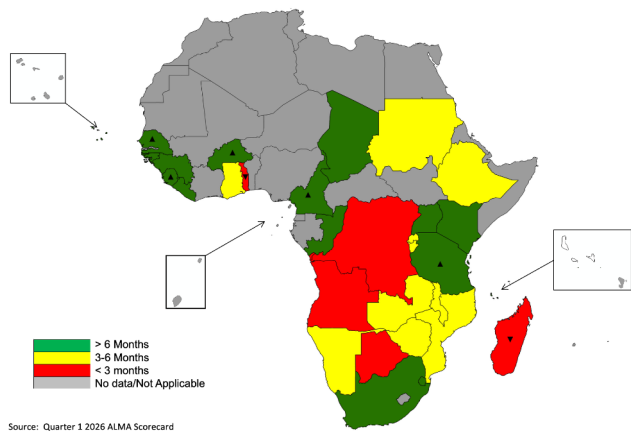 > 6 Months
3-6 months
< 3 months
No data/Not Applicable
Source: Quarter 1 2026 ALMA Scorecard